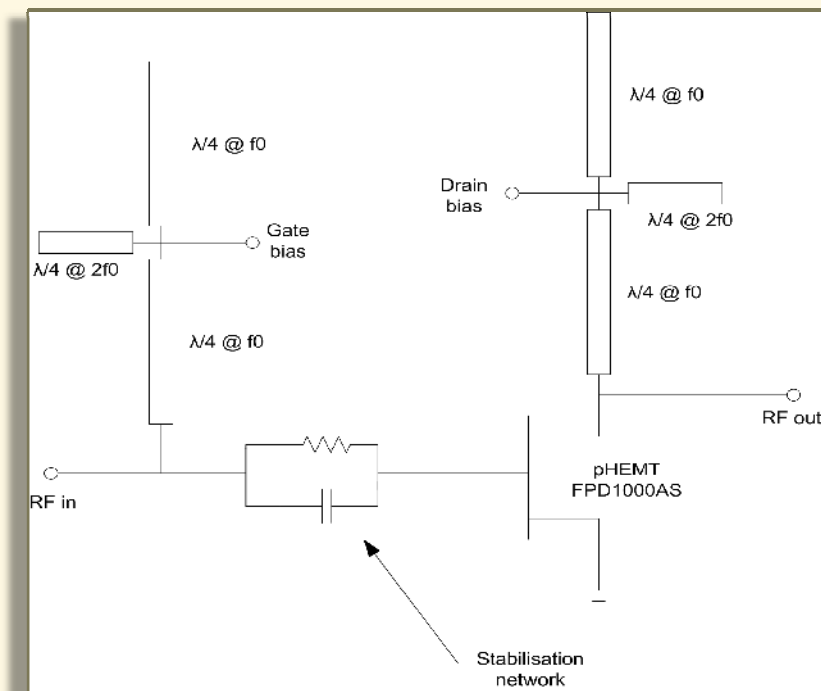 λ/4 @ f0
λ/4 @ f0
Drain
bias
λ/4 @ 2f0
Gate
bias
λ/4 @ 2f0
λ/4 @ f0
λ/4 @ f0
RF out
pHEMT
FPD1000AS
RF in
Stabilisation
network